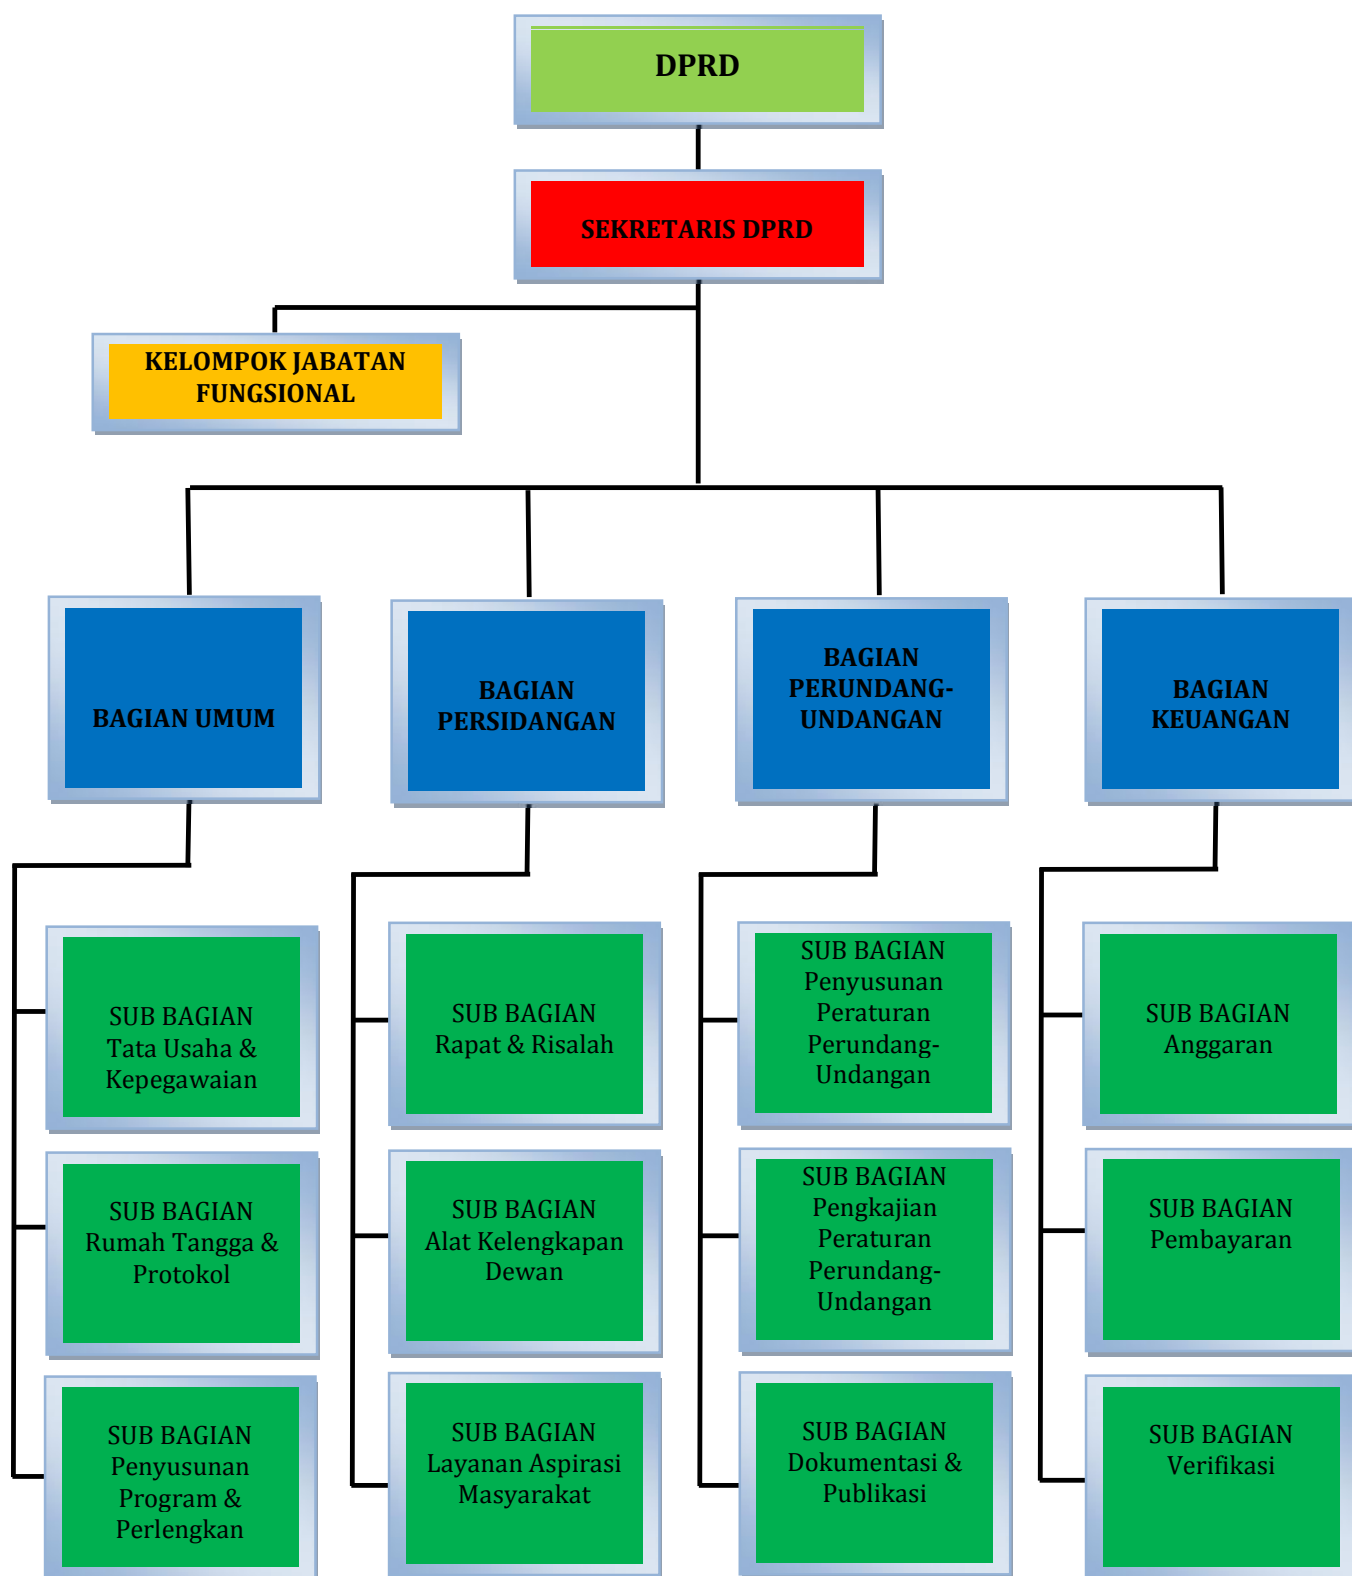 DPRD
SEKRETARIS DPRD
KELOMPOK JABATAN
FUNGSIONAL
BAGIAN UMUM
BAGIAN
PERSIDANGAN
BAGIAN
PERUNDANG-
UNDANGAN
BAGIAN
KEUANGAN
SUB BAGIAN
Tata Usaha &
Kepegawaian
SUB BAGIAN
Rapat & Risalah
SUB BAGIAN
Penyusunan
Peraturan
Perundang-
Undangan
SUB BAGIAN
Anggaran
SUB BAGIAN
Rumah Tangga &
Protokol
SUB BAGIAN
Alat Kelengkapan
Dewan
SUB BAGIAN
Pengkajian
Peraturan
Perundang-
Undangan
SUB BAGIAN
Pembayaran
SUB BAGIAN
Penyusunan
Program &
Perlengkan
SUB BAGIAN
Layanan Aspirasi
Masyarakat
SUB BAGIAN
Dokumentasi &
Publikasi
SUB BAGIAN
Verifikasi